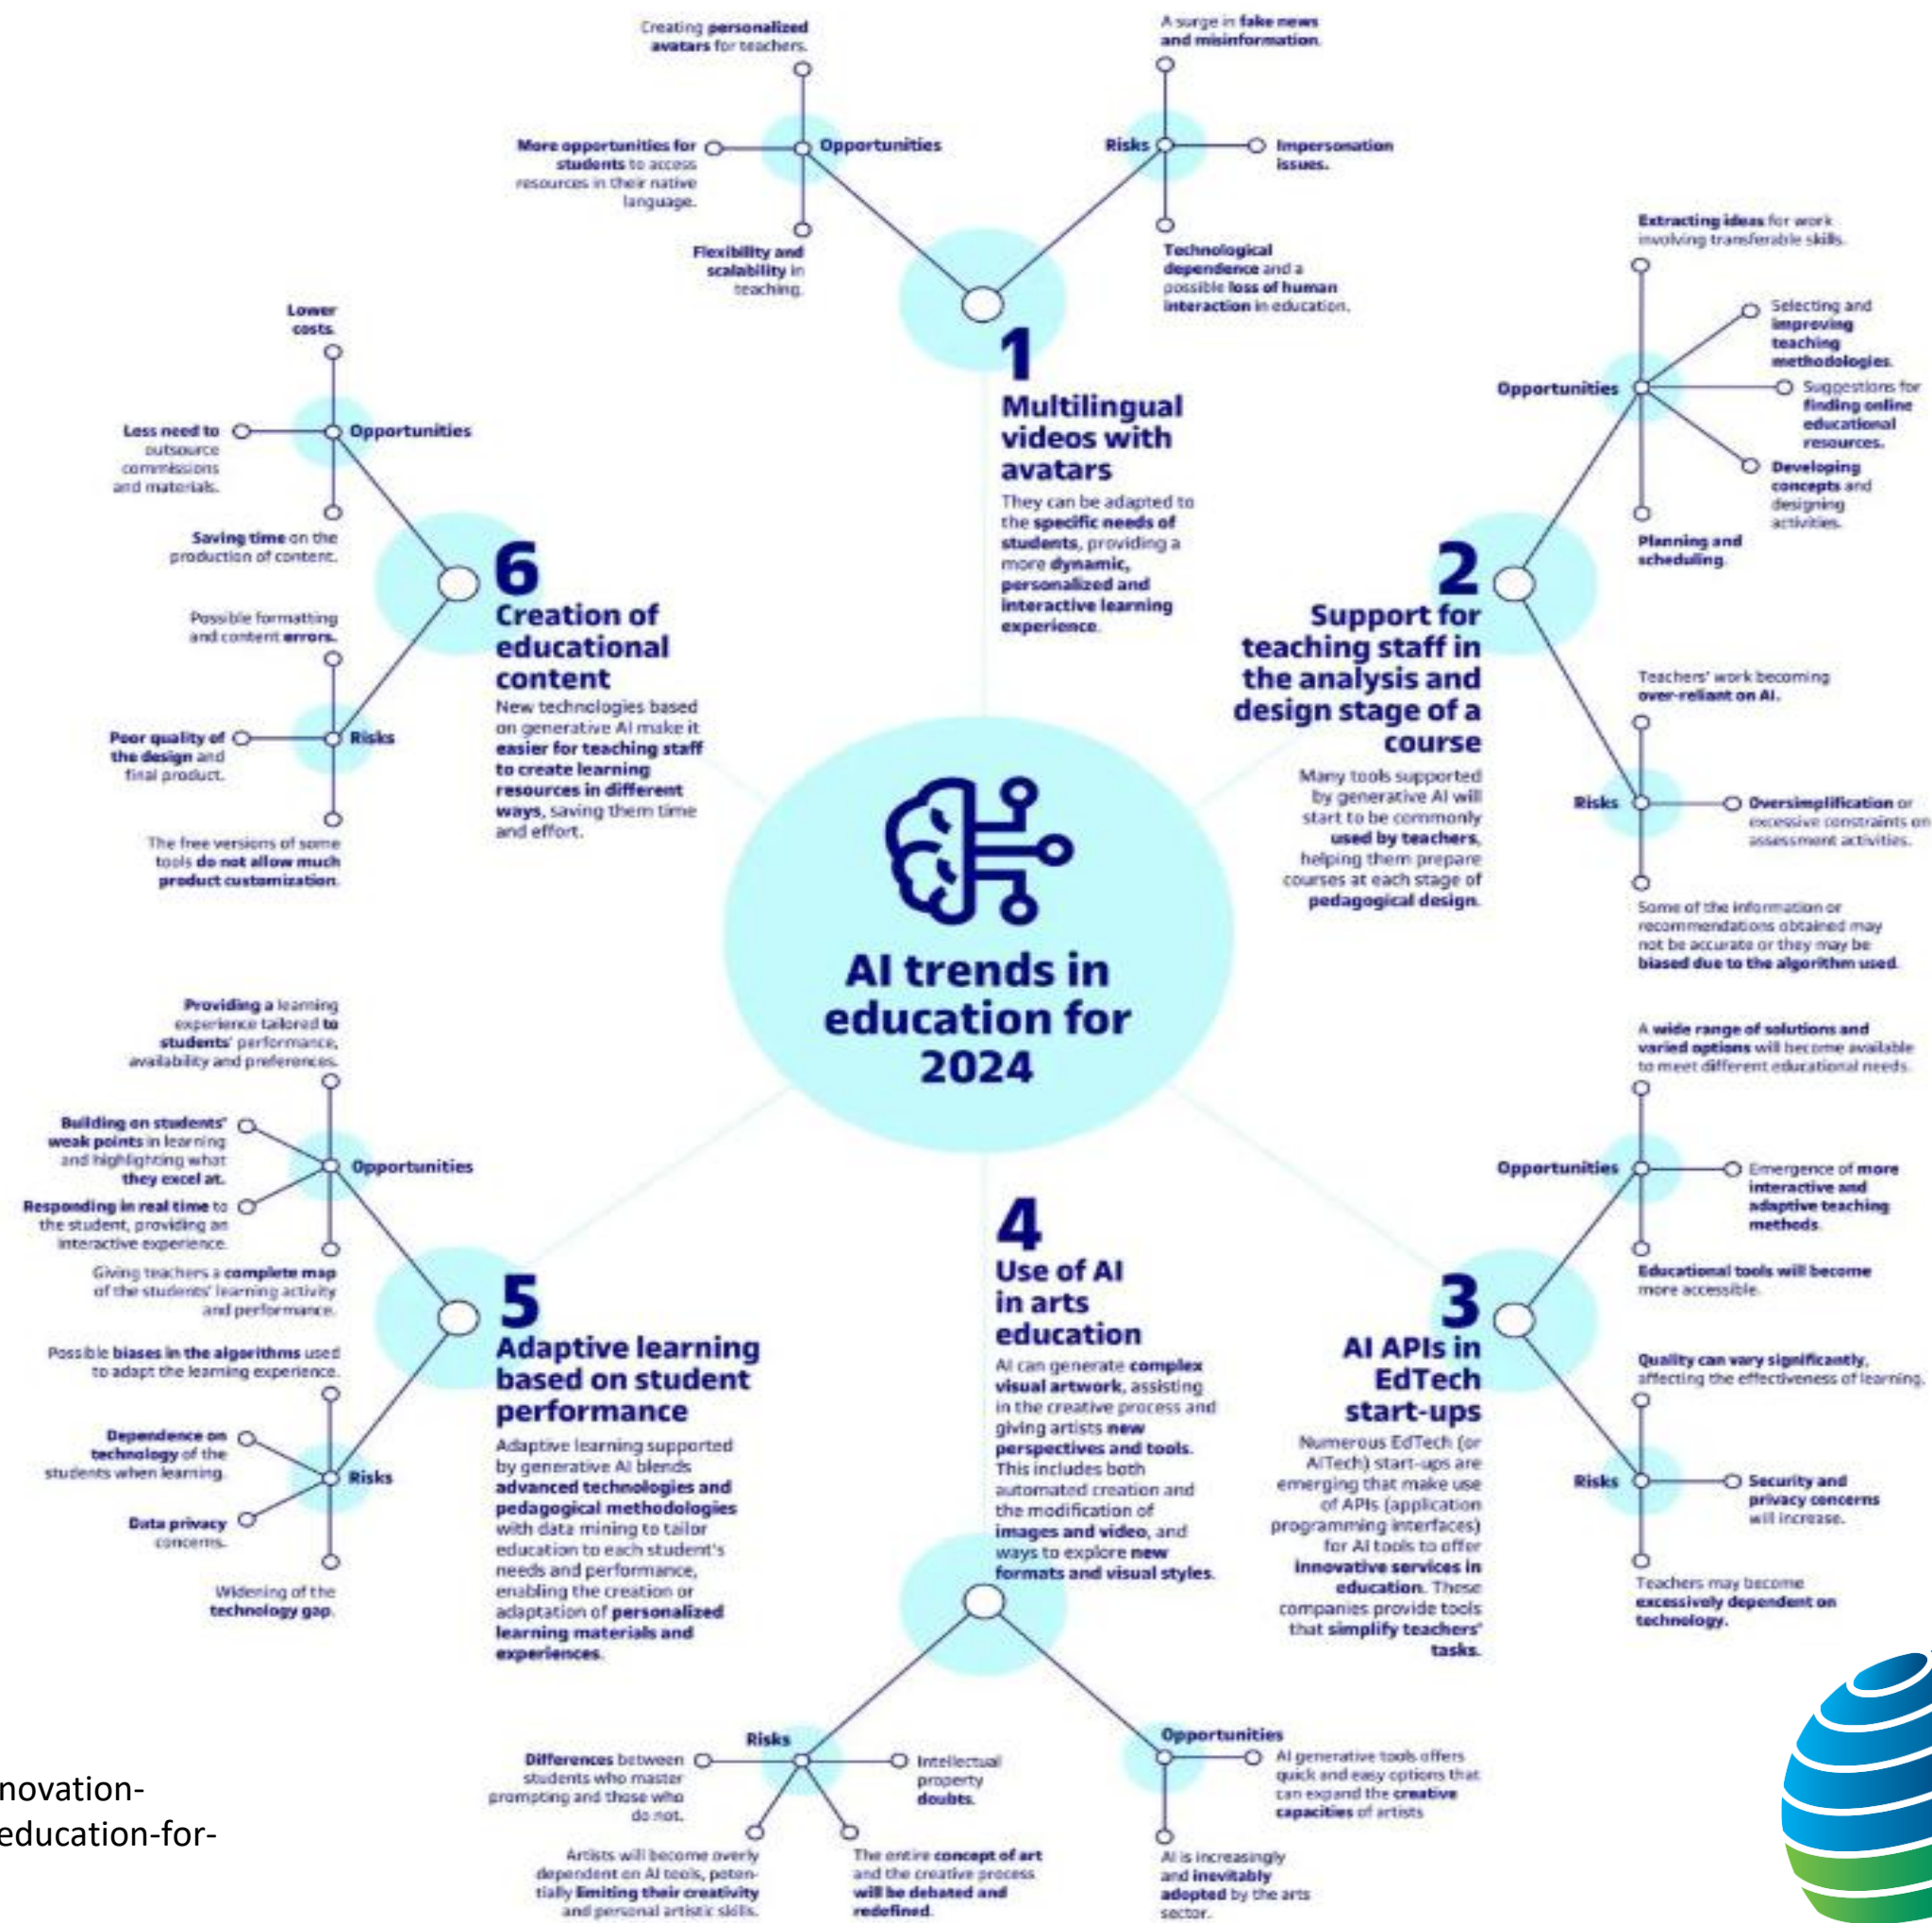 AI trends in
education for
2024
1
Multilingual
videos with
avatars
They can be adapted to
the specific needs of
students, providing a
more dynamic,
personalized and
interactive learning
experience.
Opportunities
Creating personalized
avatars for teachers.
More opportunities for
students to access
resources in their native
language.
Flexibility and
scalability in
teaching.
Risks
A surge in fake news
and misinformation.
Impersonation
issues.
Technological
dependence and a
possible loss of human
interaction in education.
2
Support for
teaching staff in
the analysis and
design stage of a
course
Many tools supported
by generative AI will
start to be commonly
used by teachers,
helping them prepare
courses at each stage of
pedagogical design.
Opportunities
Extracting ideas for work
involving transferable skills.
Selecting and
improving
teaching
methodologies.
Suggestions for
finding online
educational
resources.
Developing
concepts and
designing
activities.
Planning and
scheduling.
Risks
Teachers' work becoming
over-reliant on AI.
Oversimplification or
excessive constraints on
assessment activities.
Some of the information or
recommendations obtained may
not be accurate or they may be
biased due to the algorithm used.
3
AI APIs in
EdTech
start-ups
Numerous EdTech (or
AITech) start-ups are
emerging that make use
of APIs (application
programming interfaces)
for AI tools to offer
innovative services in
education. These
companies provide tools
that simplify teachers'
tasks.
Opportunities
A wide range of solutions and
varied options will become available
to meet different educational needs.
Emergence of more
interactive and
adaptive teaching
methods.
Educational tools will become
more accessible.
Risks
Quality can vary significantly,
affecting the effectiveness of learning.
Security and
privacy concerns
will increase.
Teachers may become
excessively dependent on
technology.
4
Use of AI
in arts
education
AI can generate complex
visual artwork, assisting
in the creative process and
giving artists new
perspectives and tools.
This includes both
automated creation and
the modification of
images and video, and
ways to explore new
formats and visual styles.
Risks
Differences between
students who master
prompting and those who
do not.
Artists will become overly
dependent on AI tools, poten-
tially limiting their creativity
and personal artistic skills.
The entire concept of art
and the creative process
will be debated and
redefined.
Intellectual
property
doubts.
Opportunities
AI generative tools offers
quick and easy options that
can expand the creative
capacities of artists
AI is increasingly
and inevitably
adopted by the arts
sector.
5
Adaptive learning
based on student
performance
Adaptive learning supported
by generative AI blends
advanced technologies and
pedagogical methodologies
with data mining to tailor
education to each student's
needs and performance,
enabling the creation or
adaptation of personalized
learning materials and
experiences.
Opportunities
Providing a learning
experience tailored to
students' performance,
availability and preferences.
Building on students'
weak points in learning
and highlighting what
they excel at.
Responding in real time to
the student, providing an
interactive experience.
Giving teachers a complete map
of the students' learning activity
and performance.
Risks
Possible biases in the algorithms used
to adapt the learning experience.
Dependence on
technology of the
students when learning.
Data privacy
concerns.
Widening of the
technology gap.
6
Creation of
educational
content
New technologies based
on generative AI make it
easier for teaching staff
to create learning
resources in different
ways, saving them time
and effort.
Opportunities
Lower
costs.
Less need to
outsource
commissions
and materials.
Saving time on the
production of content.
Risks
Possible formatting
and content errors.
Poor quality of
the design and
final product.
The free versions of some
tools do not allow much
product customization.
novation-
education-for-